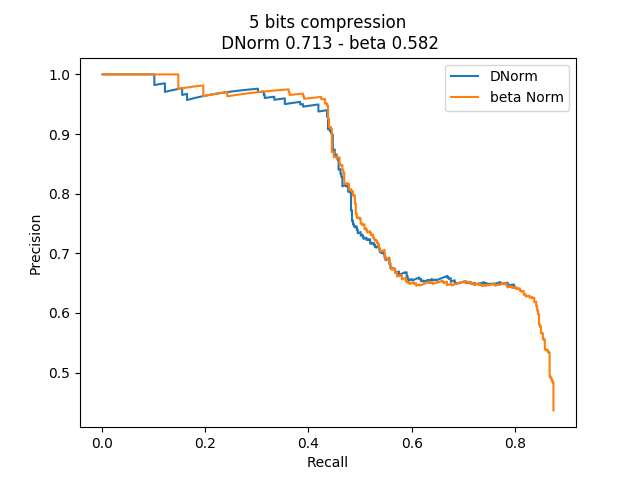 5 bits compression
DNorm 0.713 - beta 0.582
DNorm
beta Norm
1.0
0.9
0.8
0.7
0.6
0.5
Precision
0.0 0.2 0.4 0.6 0.8
Recall